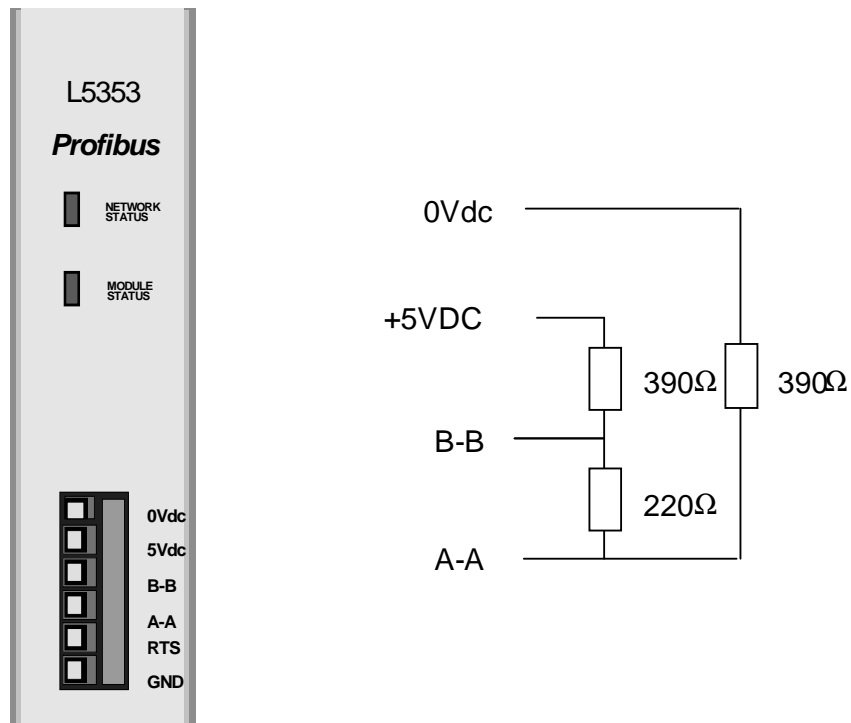 L5353
Profibus
NETWORK
STATUS
MODULE
STATUS
0Vdc
5Vdc
B-B
A-A
RTS
GND
0Vdc
+5VDC
390Ω 390Ω
B-B
220Ω
A-A